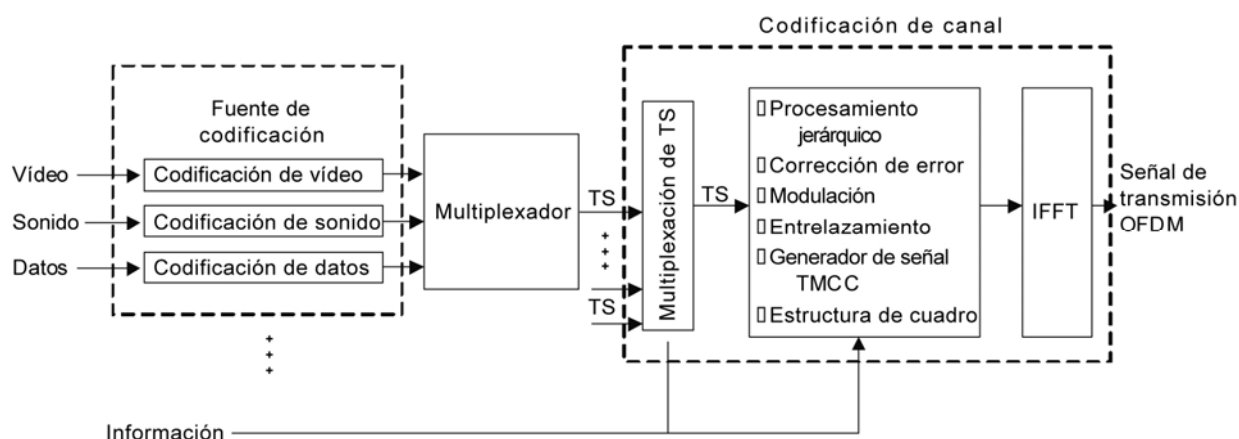 Codificación de canal
Fuente de
codificación
Vídeo
Codificación de vídeo
Sonido
Codificación de sonido
Datos
Codificación de datos
Multiplexador
TS
TS
Multiplexación de TS
TS
Procesamiento
jerárquico
Corrección de error
Modulación
Entrelazamiento
Generador de señal
TMCC
Estructura de cuadro
IFFT
Señal de
transmisión
OFDM
Información